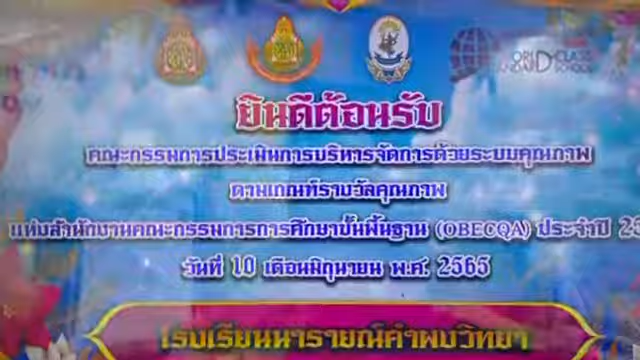 WORLD CLASS
STANDARD SCHOOL
ยินดีต้อนรับ
คณะกรรมการประเมินการบริหารจัดการด้วยระบบคุณภาพ
ตามเกณฑ์รางวัลคุณภาพ
แห่งสำนักงานคณะกรรมการการศึกษาขั้นพื้นฐาน (OBECQA) ประจำปี
วันที่ 10 เดือนมิถุนายน พ.ศ. 2565
โรงเรียนนารายณ์คำผงวิทยา